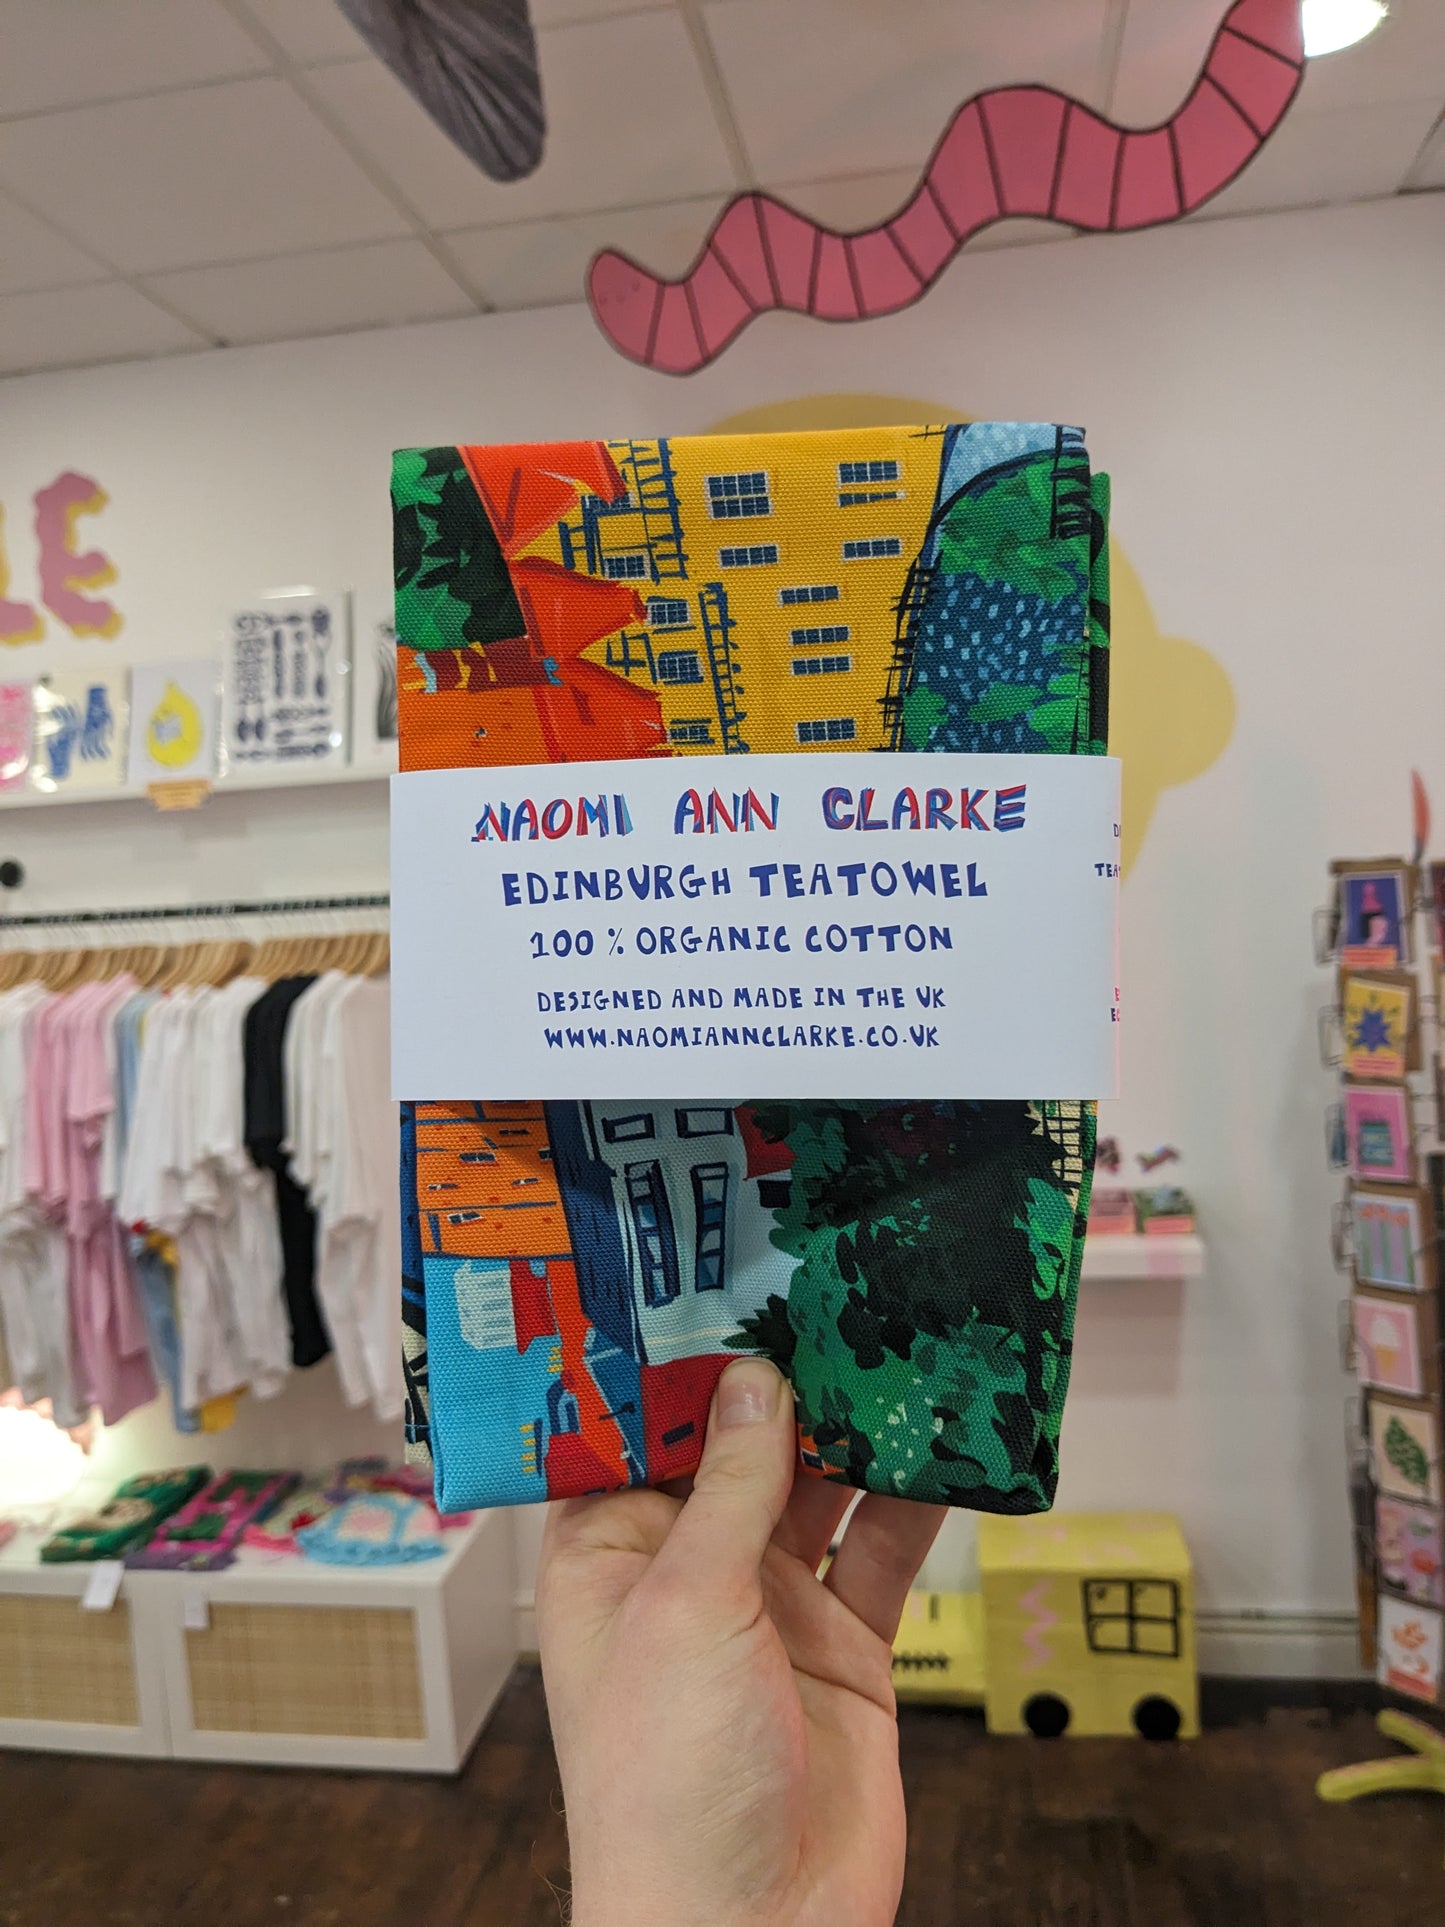 NAOMI ANN CLARKE
EDINBURGH TEATOWEL
100 % ORGANIC COTTON
DESIGNED AND MADE IN THE UK
WWW.NAOMIANNCLARKE.CO.UK